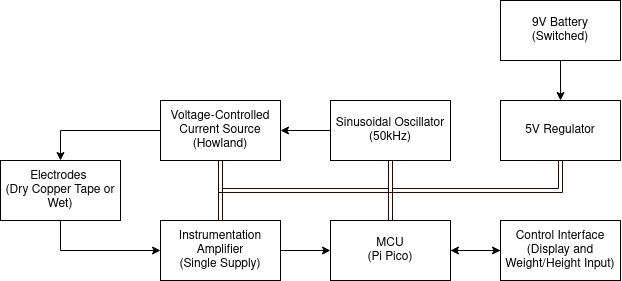 9V Battery
(Switched)
Voltage-Controlled
Current Source
(Howland)
Sinusoidal Oscillator
(50kHz)
5V Regulator
Electrodes
(Dry Copper Tape or
Wet)
Instrumentation
Amplifier
(Single Supply)
MCU
(Pi Pico)
Control Interface
(Display and
Weight/Height Input)